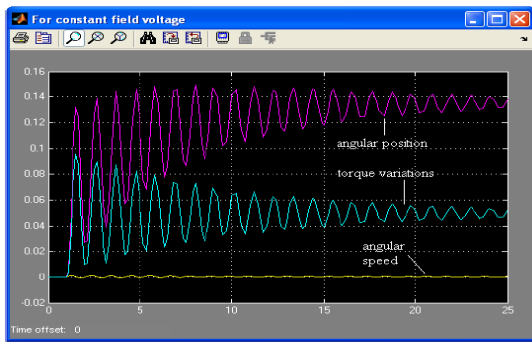 For constant field voltage
0.16
0.14
0.12
0.1
0.08
0.06
0.04
0.02
0
-0.02
angular position
torque variations
angular
speed
0
5
10
15
20
25
Time offset: 0